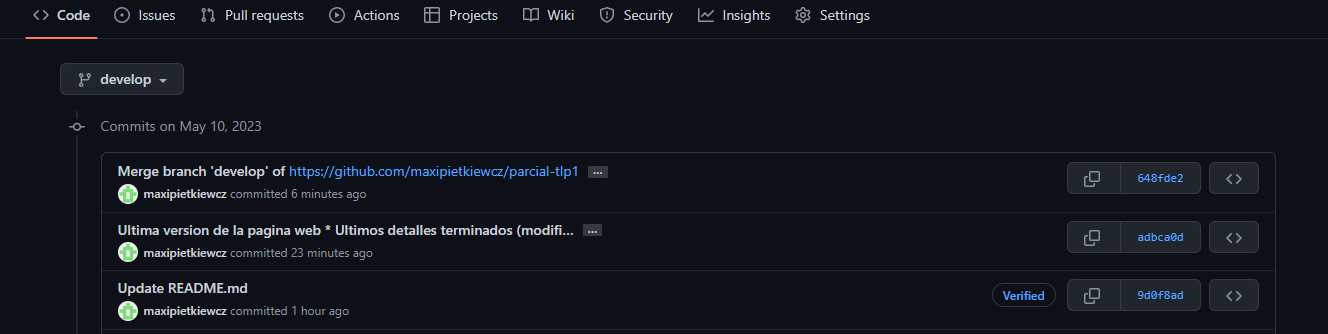 Code Issues Pull requests Actions Projects Wiki Security Insights Settings
develop
Commits on May 10, 2023
Merge branch 'develop' of https://github.com/maxipietkiewcz/parcial-tlp1 ...
648fde2
maxipietkiewcz committed 6 minutes ago
Ultima version de la pagina web * Ultimos detalles terminados (modifi... ...
adbca0d
maxipietkiewcz committed 23 minutes ago
Update README.md
Verified 9d0f8ad
maxipietkiewcz committed 1 hour ago